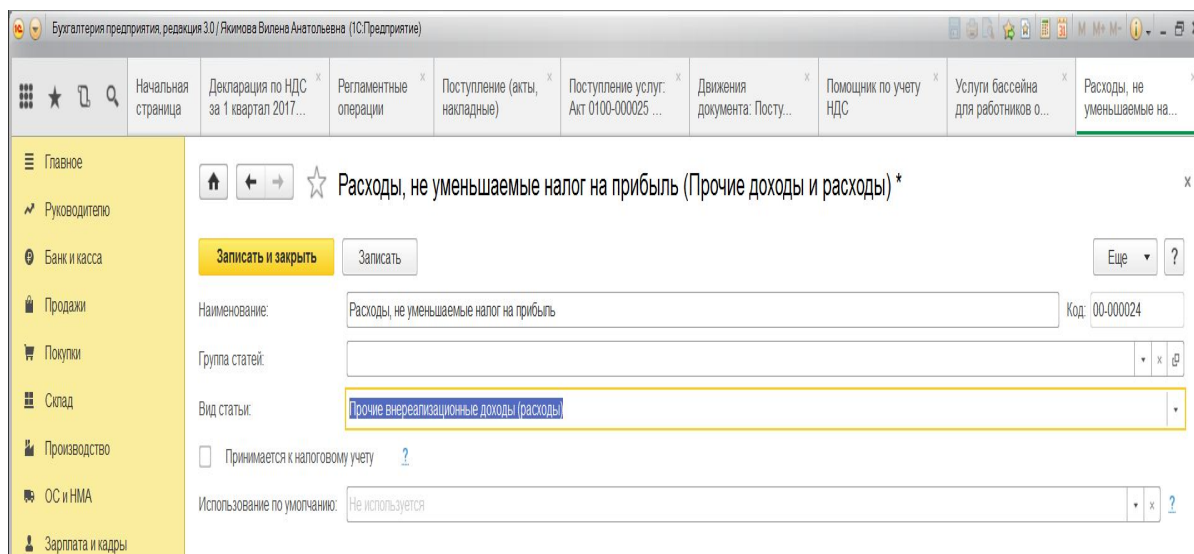 Бухгалтерия предприятия, редакция 3.0 / Якимова Вилена Анатольевна (1С:Предприятие)
M M+ M-
Начальная страница
Декларация по НДС за 1 квартал 2017...
Регламентные операции
Поступление (акты, накладные)
Поступление услуг: Акт 0100-000025 ...
Движения документа: Посту...
Помощник по учету НДС
Услуги бассейна для работников о...
Расходы, не уменьшаемые на...
Главное
Руководителю
Банк и касса
Продажи
Покупки
Склад
Производство
ОС и НМА
Зарплата и кадры
Расходы, не уменьшаемые налог на прибыль (Прочие доходы и расходы) *
Записать и закрыть
Записать
Еще
?
Наименование: Расходы, не уменьшаемые налог на прибыль
Код: 00-000024
Группа статей:
Вид статьи: Прочие внереализационные доходы (расходы)
Принимается к налоговому учету ?
Использование по умолчанию: Не используется ?